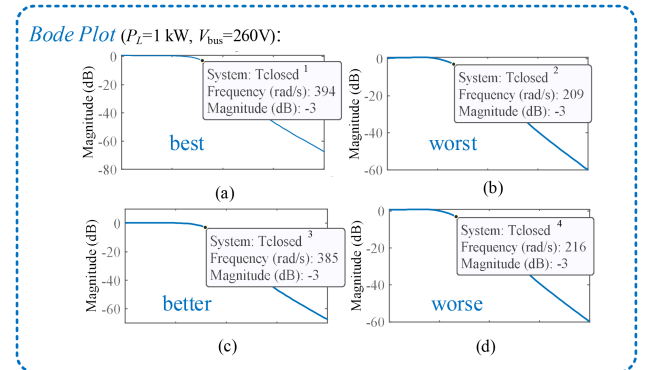 Bode Plot (P_L=1 kW, V_bus=260V):
Magnitude (dB)
0
-20
-40
-60
-80
System: Tclosed 1
Frequency (rad/s): 394
Magnitude (dB): -3
best
(a)
Magnitude (dB)
0
-20
-40
-60
System: Tclosed 2
Frequency (rad/s): 209
Magnitude (dB): -3
worst
(b)
Magnitude (dB)
0
-20
-40
-60
System: Tclosed 3
Frequency (rad/s): 385
Magnitude (dB): -3
better
(c)
Magnitude (dB)
0
-20
-40
-60
System: Tclosed 4
Frequency (rad/s): 216
Magnitude (dB): -3
worse
(d)